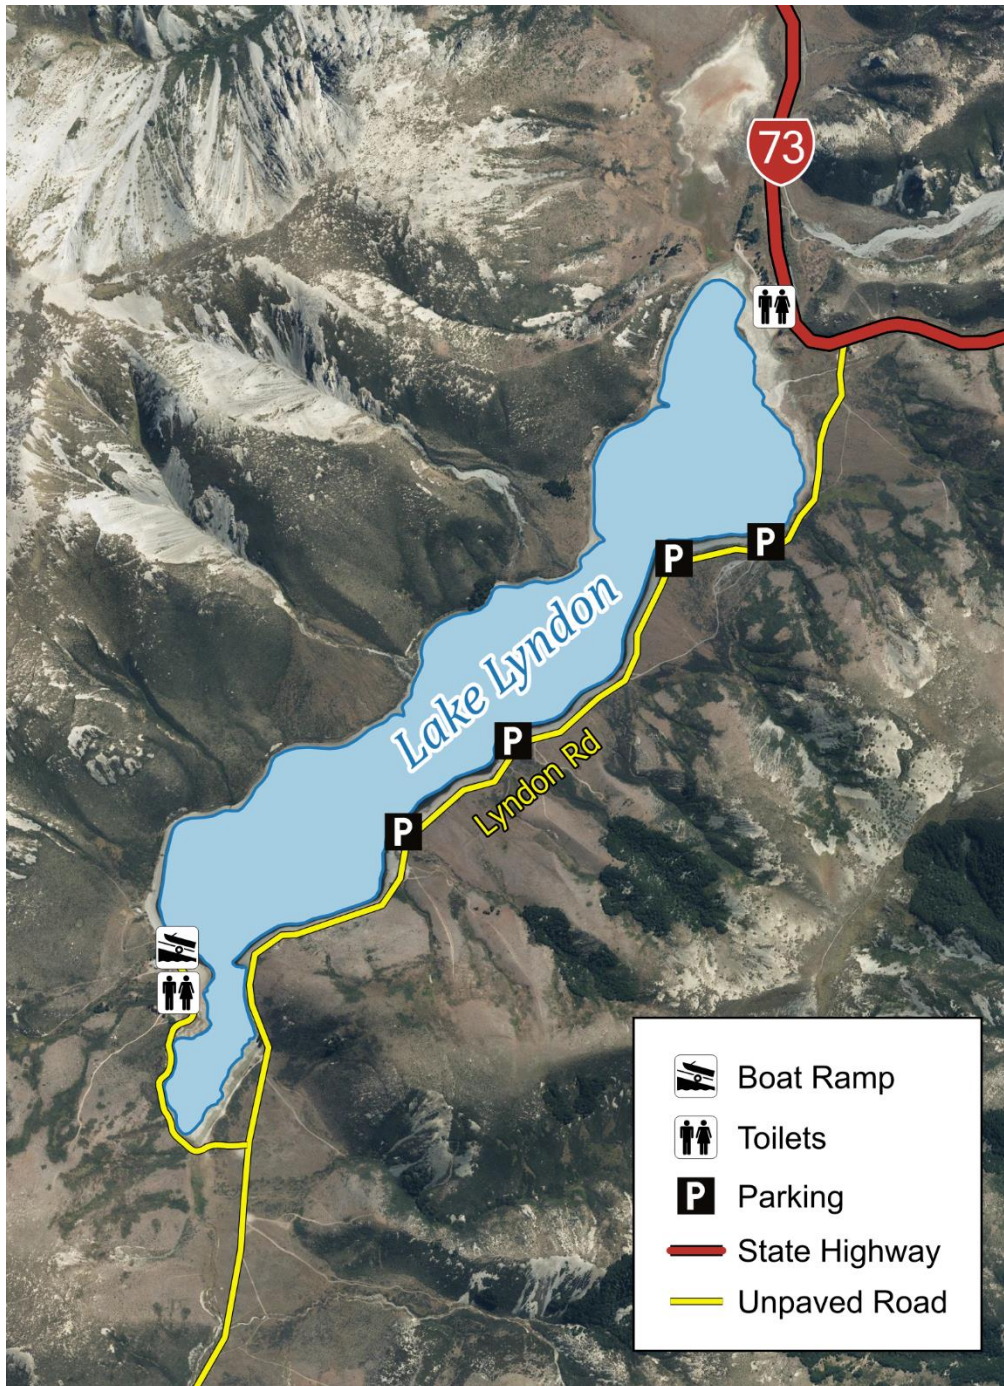 73
P
P
Lake Lyndon
P
Lyndon Rd
P
Boat Ramp
Toilets
P Parking
State Highway
Unpaved Road